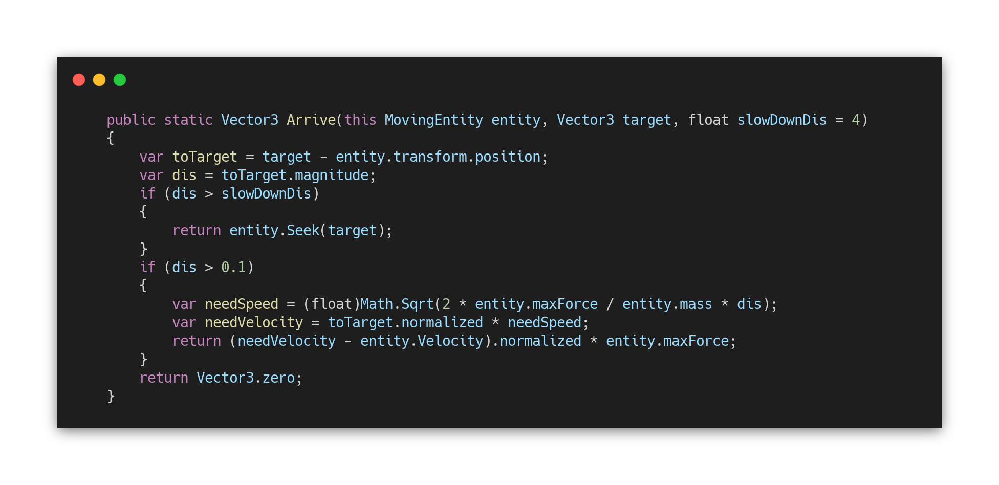 public static Vector3 Arrive(this MovingEntity entity, Vector3 target, float slowDownDis = 4)
{
    var toTarget = target - entity.transform.position;
    var dis = toTarget.magnitude;
    if (dis > slowDownDis)
    {
        return entity.Seek(target);
    }
    if (dis > 0.1)
    {
        var needSpeed = (float)Math.Sqrt(2 * entity.maxForce / entity.mass * dis);
        var needVelocity = toTarget.normalized * needSpeed;
        return (needVelocity - entity.Velocity).normalized * entity.maxForce;
    }
    return Vector3.zero;
}